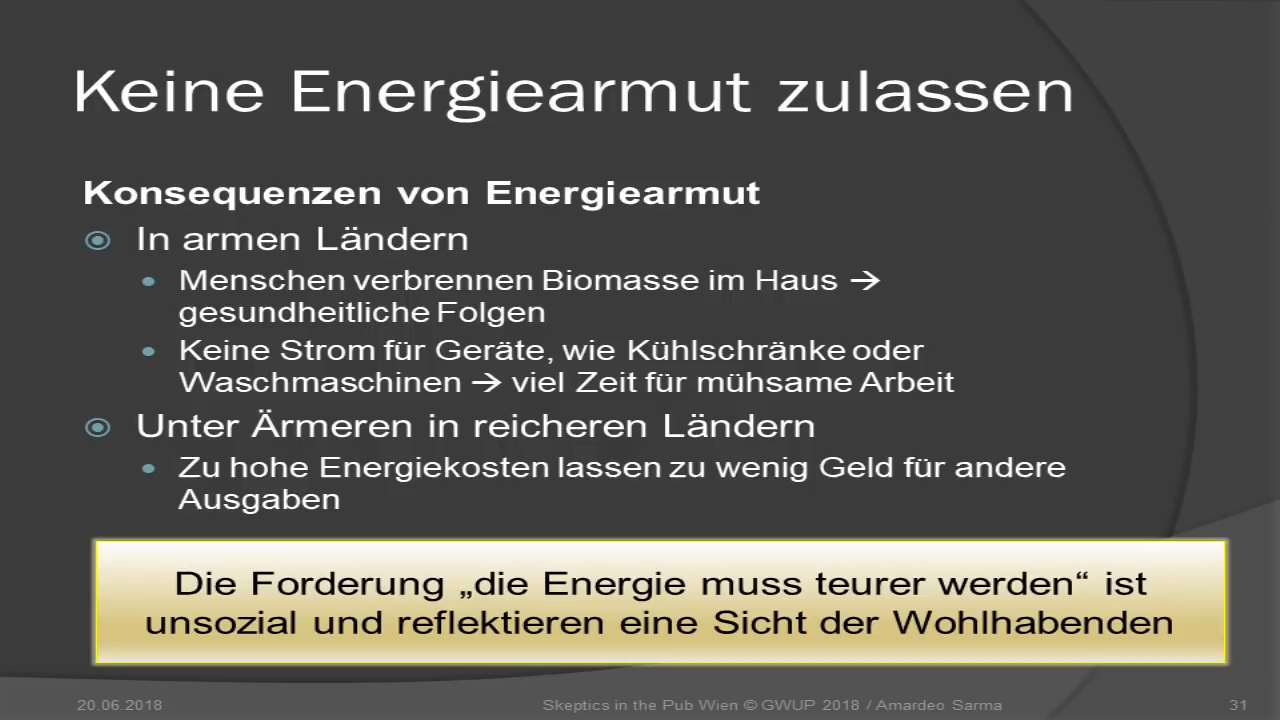 Keine Energiearmut zulassen
Konsequenzen von Energiearmut
In armen Ländern
Menschen verbrennen Biomasse im Haus →
gesundheitliche Folgen
Keine Strom für Geräte, wie Kühlschränke oder
Waschmaschinen → viel Zeit für mühsame Arbeit
Unter Ärmeren in reicheren Ländern
Zu hohe Energiekosten lassen zu wenig Geld für andere
Ausgaben
Die Forderung „die Energie muss teurer werden“ ist
unsozial und reflektieren eine Sicht der Wohlhabenden
20.06.2018 Skeptics in the Pub Wien © GWUP 2018 / Amardeo Sarma 31